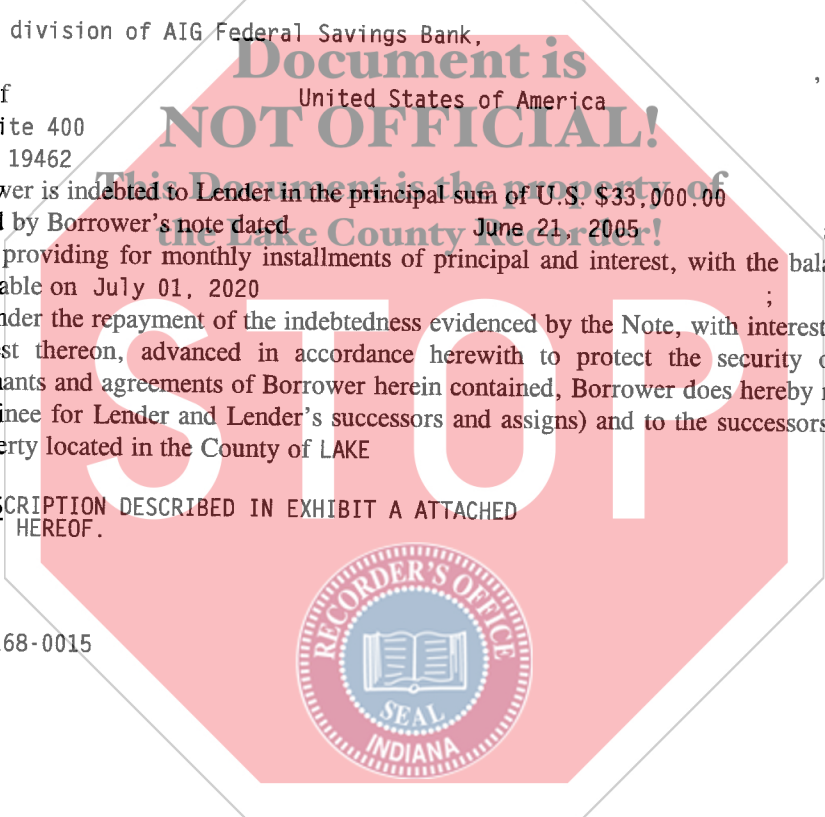 division of AIG Federal Savings Bank,
Document is
,
f
United States of America
NOT OFFICIAL!
ite 400
19462
This Document is the property of
wer is indebted to Lender in the principal sum of U.S. $33,000.00
d by Borrower's note dated June 21, 2005
the Lake County Recorder!
providing for monthly installments of principal and interest, with the bala
able on July 01, 2020 ;
nder the repayment of the indebtedness evidenced by the Note, with interest
st thereon, advanced in accordance herewith to protect the security o
ants and agreements of Borrower herein contained, Borrower does hereby
inee for Lender and Lender's successors and assigns) and to the successors
erty located in the County of LAKE
STOP
SCRIPTION DESCRIBED IN EXHIBIT A ATTACHED
HEREOF.
RECORDER'S OFFICE
SEAL
INDIANA
68-0015